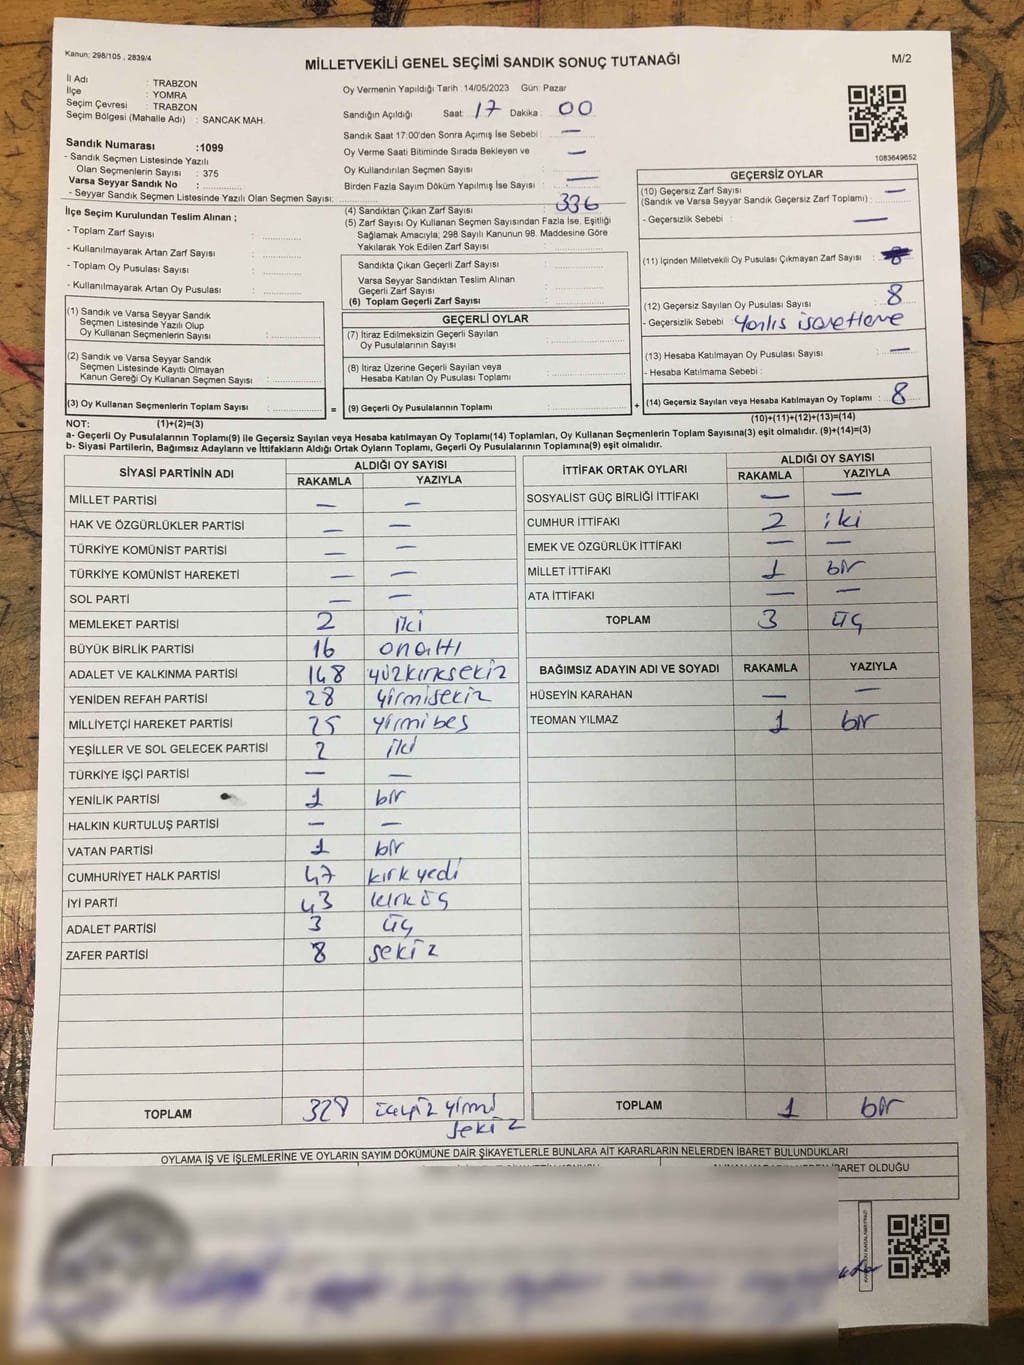 Kanun: 298/105 , 2839/4
MİLLETVEKİLİ GENEL SEÇİMİ SANDIK SONUÇ TUTANAĞI
M/2
İl Adı : TRABZON
İlçe : YOMRA
Seçim Çevresi : TRABZON
Seçim Bölgesi (Mahalle Adı) : SANCAK MAH.
Sandık Numarası :1099
- Sandık Seçmen Listesinde Yazılı
Olan Seçmenlerin Sayısı : 375
Varsa Seyyar Sandık No :
- Seyyar Sandık Seçmen Listesinde Yazılı Olan Seçmen Sayısı:
Oy Vermenin Yapıldığı Tarih :14/05/2023 Gün: Pazar
Sandığın Açıldığı Saat: 17 Dakika : 00
Sandık Saat 17:00'den Sonra Açımış İse Sebebi : —
Oy Verme Saati Bitiminde Sırada Bekleyen ve —
Oy Kullandırılan Seçmen Sayısı :
Birden Fazla Sayım Döküm Yapılmış İse Sayısı : —
(4) Sandıktan Çıkan Zarf Sayısı : 336
(5) Zarf Sayısı Oy Kullanan Seçmen Sayısından Fazla İse, Eşitliği
Sağlamak Amacıyla; 298 Sayılı Kanunun 98. Maddesine Göre
Yakılarak Yok Edilen Zarf Sayısı :
1083649652
GEÇERSİZ OYLAR
(10) Geçersiz Zarf Sayısı —
(Sandık ve Varsa Seyyar Sandık Geçersiz Zarf Toplamı) :
- Geçersizlik Sebebi : —
(11) İçinden Milletvekili Oy Pusulası Çıkmayan Zarf Sayısı :
(12) Geçersiz Sayılan Oy Pusulası Sayısı : 8
- Geçersizlik Sebebi : Yanlıs isaretleme
(13) Hesaba Katılmayan Oy Pusulası Sayısı : —
- Hesaba Katılmama Sebebi :
(14) Geçersiz Sayılan veya Hesaba Katılmayan Oy Toplamı : 8
(10)+(11)+(12)+(13)=(14)
İlçe Seçim Kurulundan Teslim Alınan ;
- Toplam Zarf Sayısı :
- Kullanılmayarak Artan Zarf Sayısı :
- Toplam Oy Pusulası Sayısı :
- Kullanılmayarak Artan Oy Pusulası :
Sandıkta Çıkan Geçerli Zarf Sayısı :
Varsa Seyyar Sandıktan Teslim Alınan
Geçerli Zarf Sayısı :
(6) Toplam Geçerli Zarf Sayısı :
(1) Sandık ve Varsa Seyyar Sandık
Seçmen Listesinde Yazılı Olup
Oy Kullanan Seçmenlerin Sayısı :
(2) Sandık ve Varsa Seyyar Sandık
Seçmen Listesinde Kayıtlı Olmayan
Kanun Gereği Oy Kullanan Seçmen Sayısı :
(3) Oy Kullanan Seçmenlerin Toplam Sayısı :
GEÇERLİ OYLAR
(7) İtiraz Edilmeksizin Geçerli Sayılan
Oy Pusulalarının Sayısı :
(8) İtiraz Üzerine Geçerli Sayılan veya
Hesaba Katılan Oy Pusulası Toplamı :
= (9) Geçerli Oy Pusulalarının Toplamı : +
NOT: (1)+(2)=(3)
a- Geçerli Oy Pusulalarının Toplamı(9) ile Geçersiz Sayılan veya Hesaba katılmayan Oy Toplamı(14) Toplamları, Oy Kullanan Seçmenlerin Toplam Sayısına(3) eşit olmalıdır. (9)+(14)=(3)
b- Siyasi Partilerin, Bağımsız Adayların ve İttifakların Aldığı Ortak Oyların Toplamı, Geçerli Oy Pusulalarının Toplamına(9) eşit olmalıdır.
SİYASİ PARTİNİN ADI ALDIĞI OY SAYISI
RAKAMLA YAZIYLA
MİLLET PARTİSİ — —
HAK VE ÖZGÜRLÜKLER PARTİSİ — —
TÜRKİYE KOMÜNİST PARTİSİ — —
TÜRKİYE KOMÜNİST HAREKETİ — —
SOL PARTİ — —
MEMLEKET PARTİSİ 2 iki
BÜYÜK BİRLİK PARTİSİ 16 onaltı
ADALET VE KALKINMA PARTİSİ 148 yüzkırksekiz
YENİDEN REFAH PARTİSİ 28 yirmisekiz
MİLLİYETÇİ HAREKET PARTİSİ 25 yirmibeş
YEŞİLLER VE SOL GELECEK PARTİSİ 2 iki
TÜRKİYE İŞÇİ PARTİSİ — —
YENİLİK PARTİSİ 1 bir
HALKIN KURTULUŞ PARTİSİ — —
VATAN PARTİSİ 1 bir
CUMHURİYET HALK PARTİSİ 47 kırk yedi
İYİ PARTİ 43 kırk üç
ADALET PARTİSİ 3 üç
ZAFER PARTİSİ 8 sekiz
TOPLAM 328 üçyüz yirmi
sekiz
İTTİFAK ORTAK OYLARI ALDIĞI OY SAYISI
RAKAMLA YAZIYLA
SOSYALİST GÜÇ BİRLİĞİ İTTİFAKI — —
CUMHUR İTTİFAKI 2 iki
EMEK VE ÖZGÜRLÜK İTTİFAKI — —
MİLLET İTTİFAKI 1 bir
ATA İTTİFAKI — —
TOPLAM 3 üç
BAĞIMSIZ ADAYIN ADI VE SOYADI RAKAMLA YAZIYLA
HÜSEYİN KARAHAN — —
TEOMAN YILMAZ 1 bir
TOPLAM 1 bir
OYLAMA İŞ VE İŞLEMLERİNE VE OYLARIN SAYIM DÖKÜMÜNE DAİR ŞİKAYETLERLE BUNLARA AİT KARARLARIN NELERDEN İBARET BULUNDUKLARI
İBARET OLDUĞU